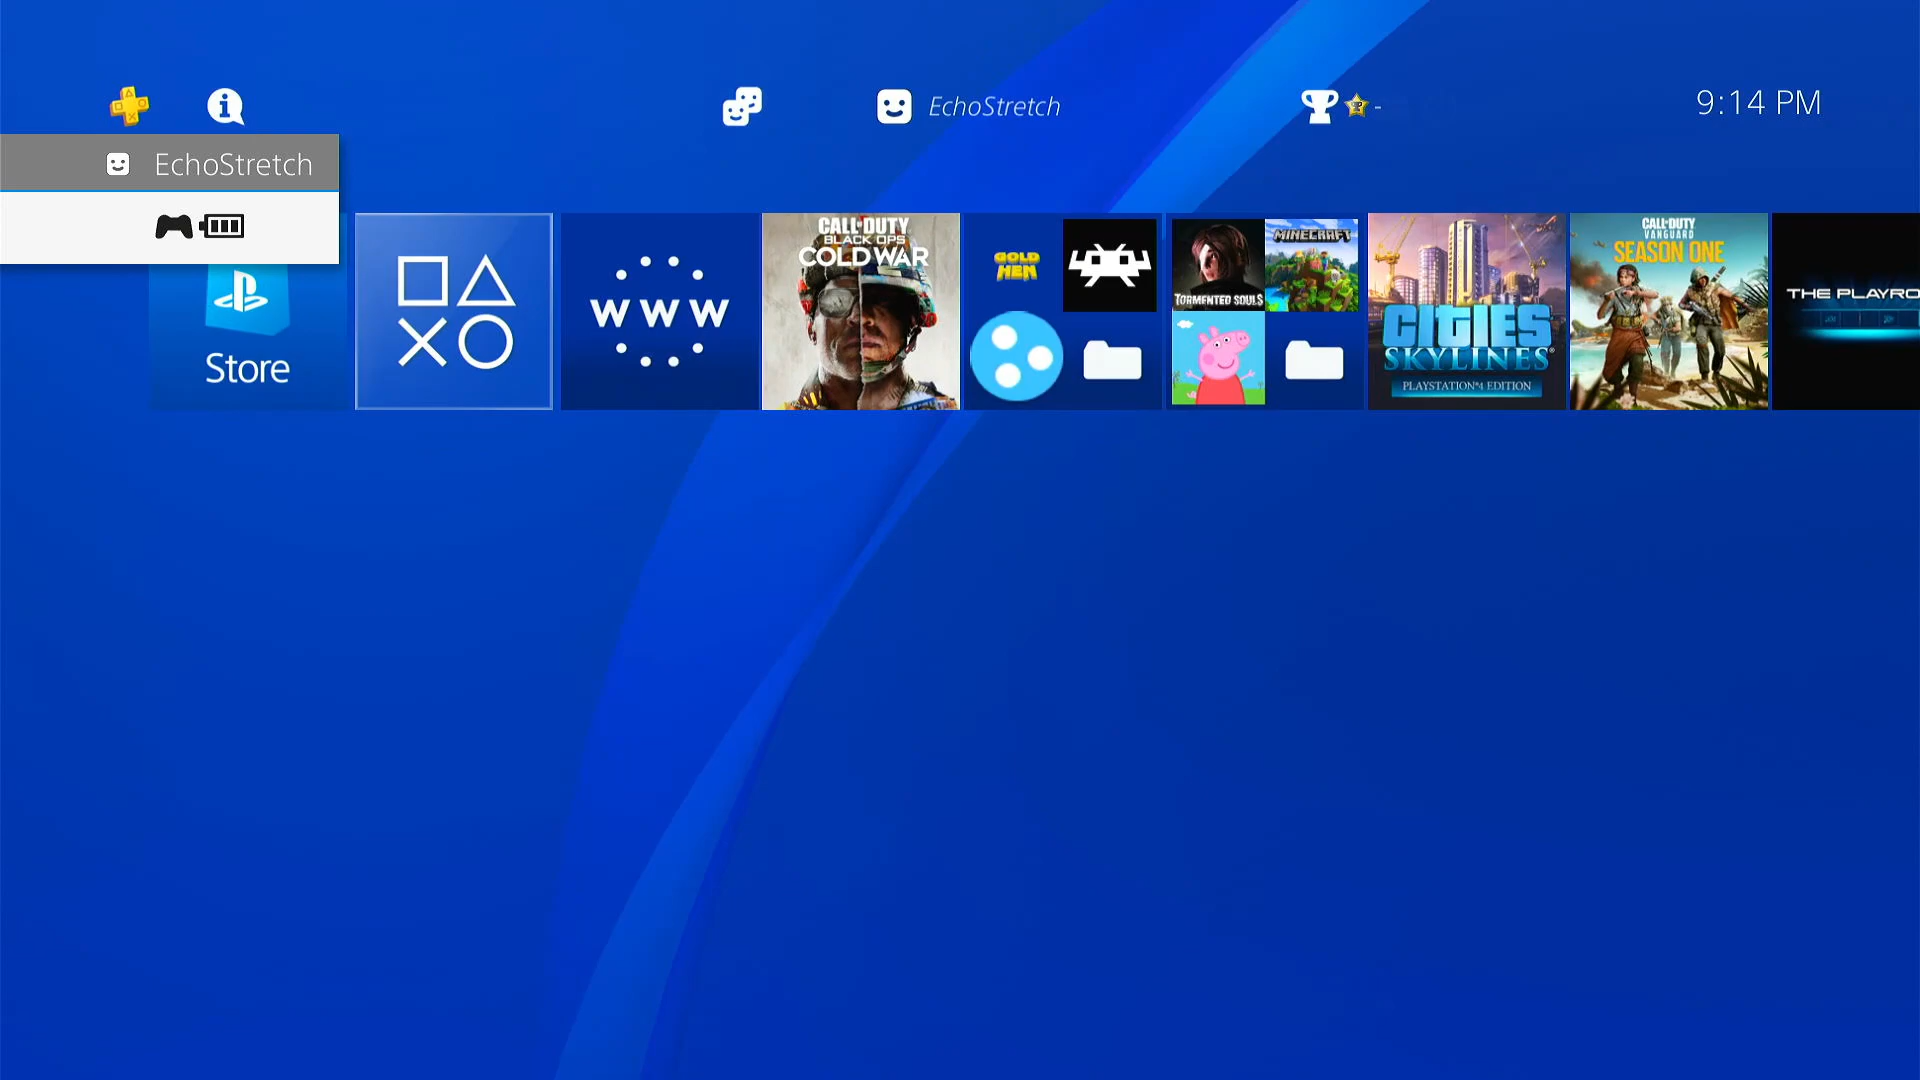 EchoStretch
-
9:14 PM
EchoStretch
Store
WWW
CALL OF DUTY
BLACK OPS
COLD WAR
GOLD
HEN
TORMENTED SOULS
MINECRAFT
CITIES
SKYLINES
PLAYSTATION®4 EDITION
CALL OF DUTY
VANGUARD
SEASON ONE
THE PLAYRO